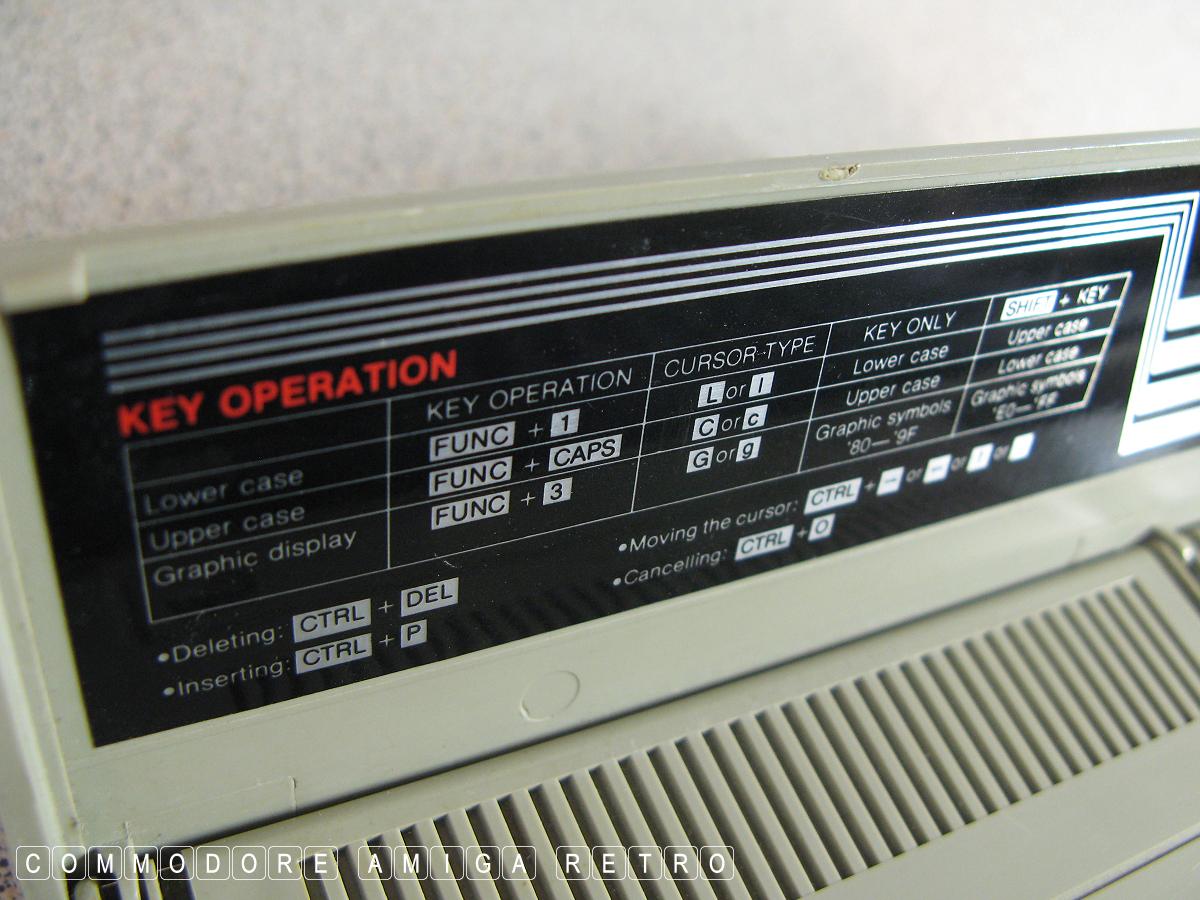 KEY OPERATION
KEY OPERATION CURSOR TYPE KEY ONLY SHIFT + KEY
Lower case FUNC + 1 L or l Lower case Upper case
Upper case FUNC + CAPS C or c Upper case Lower case
Graphic display FUNC + 3 G or g Graphic symbols '80—'9F Graphic symbols 'E0—'FF
•Deleting: CTRL + DEL
•Inserting: CTRL + P
•Moving the cursor: CTRL + or or or
•Cancelling: CTRL + O
COMMODORE AMIGA RETRO